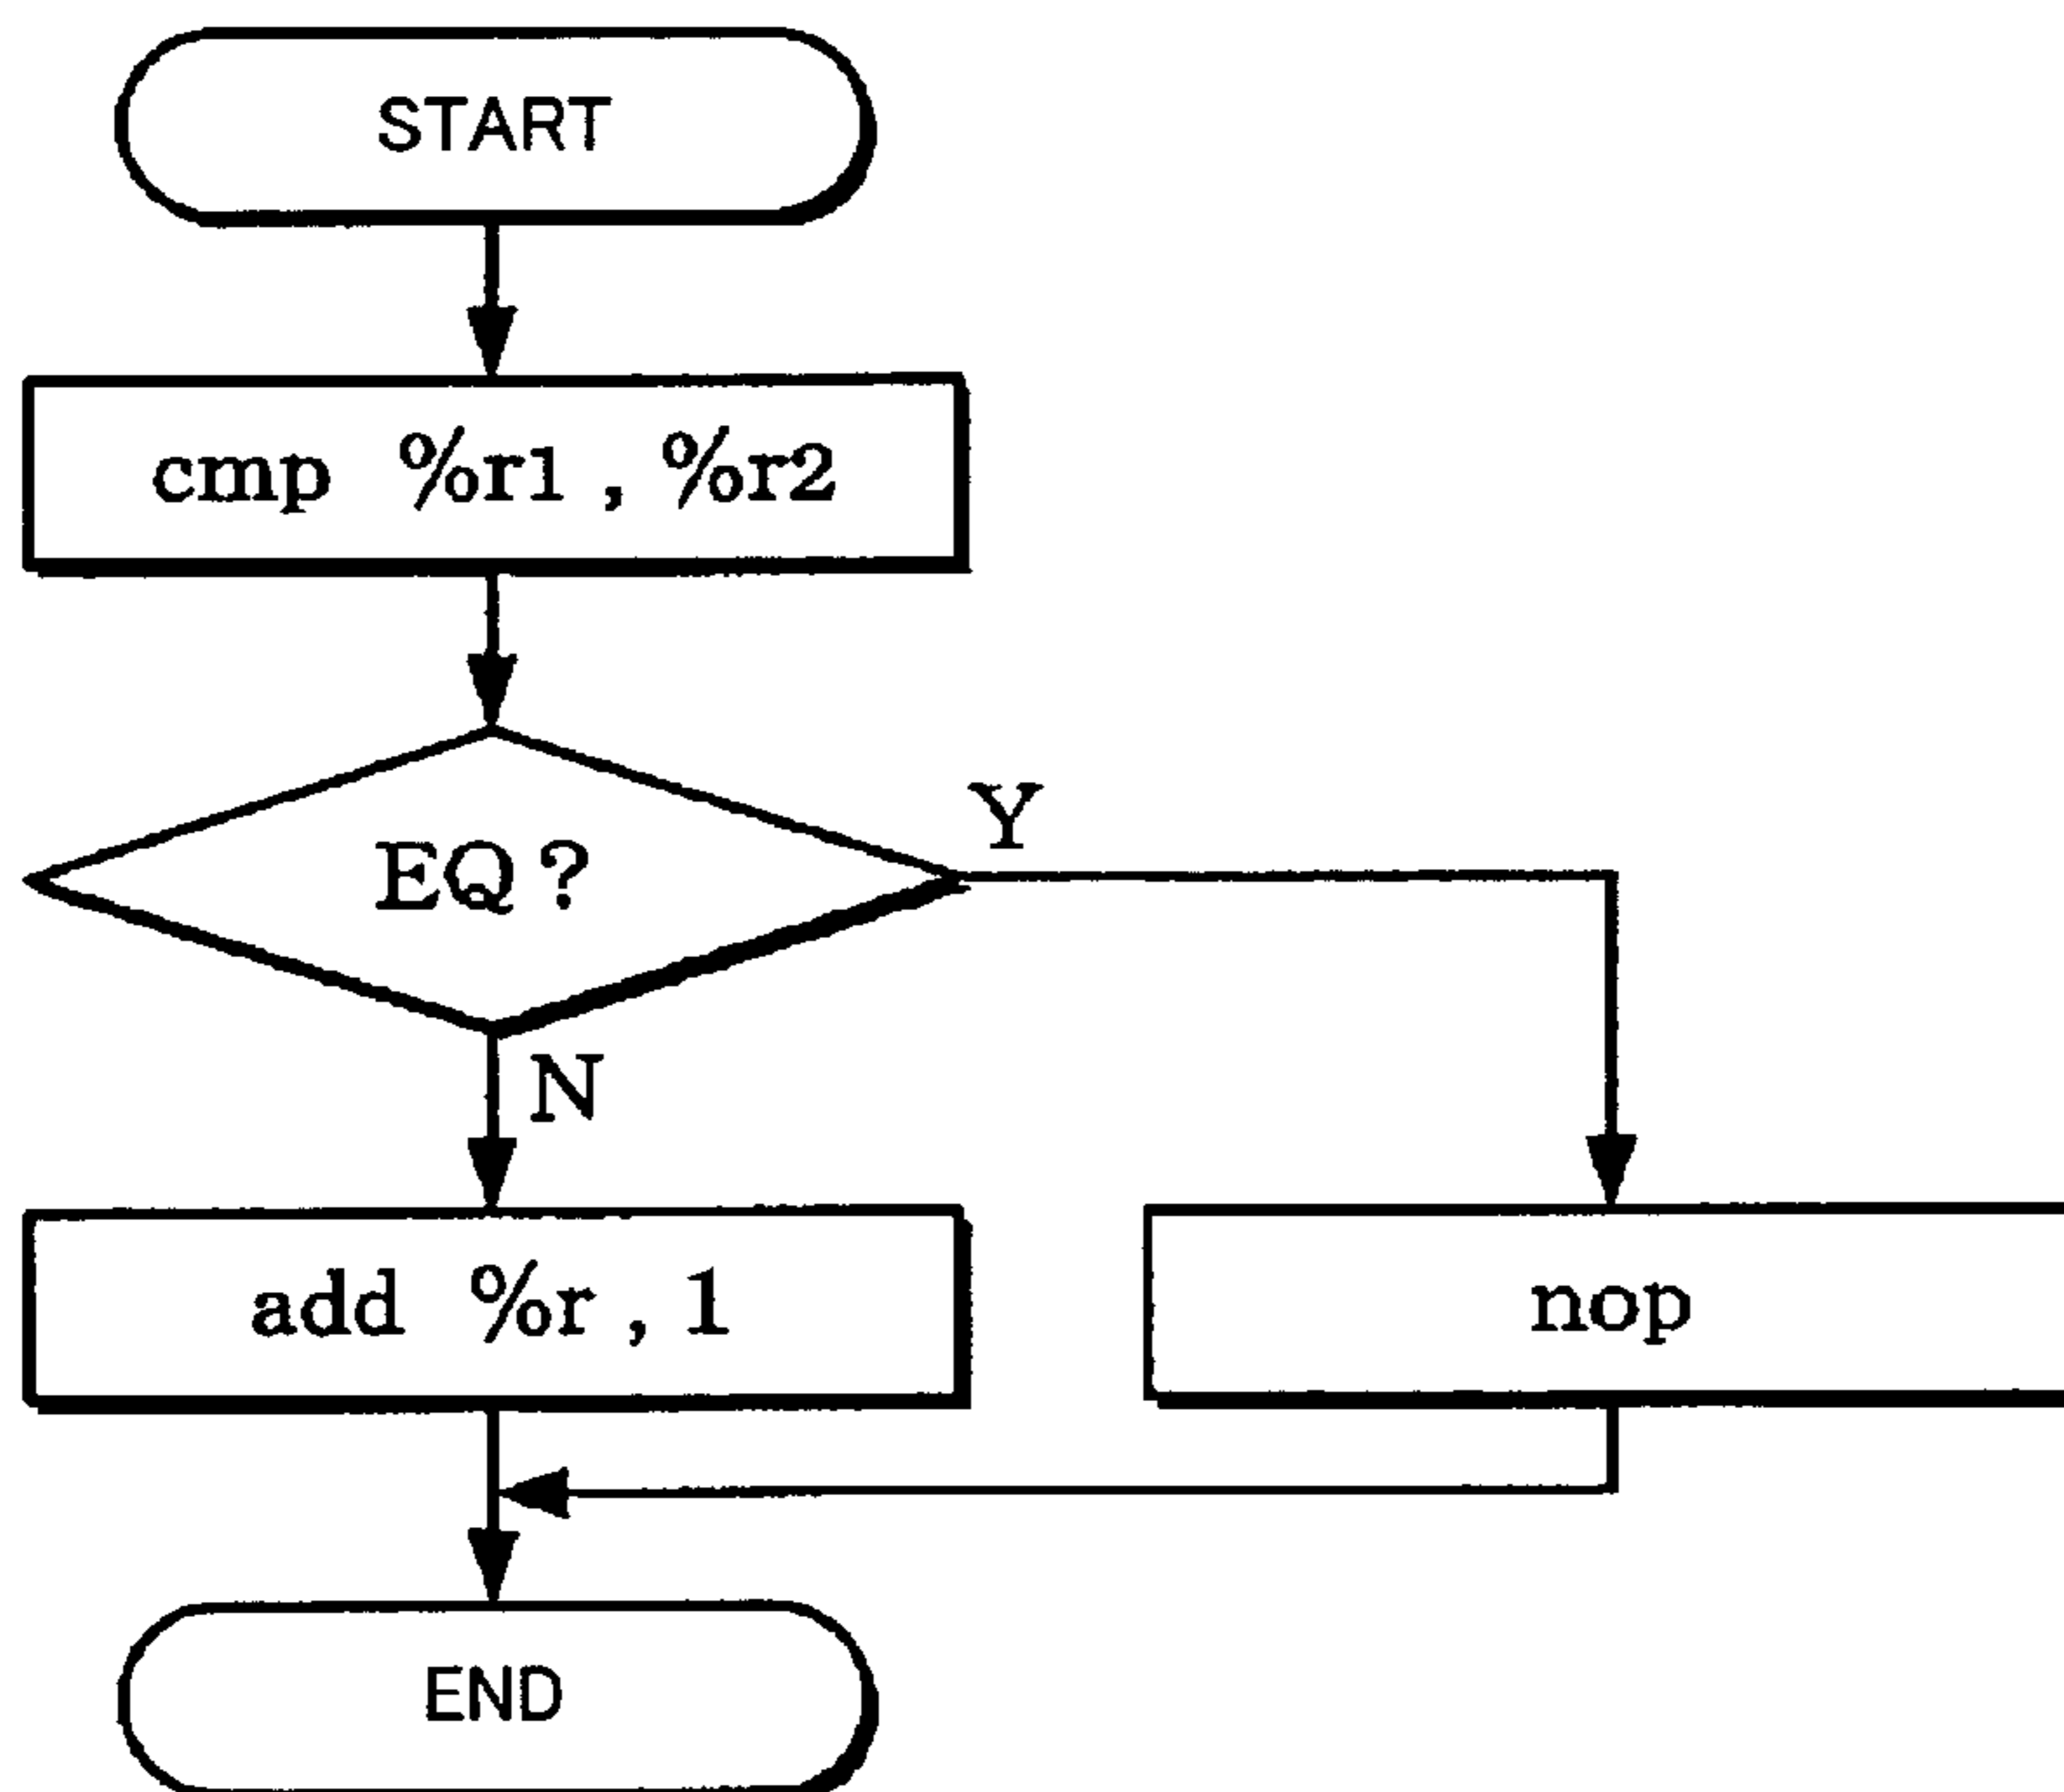 START
cmp %r1, %r2
EQ?
Y
N
add %r, 1
nop
END